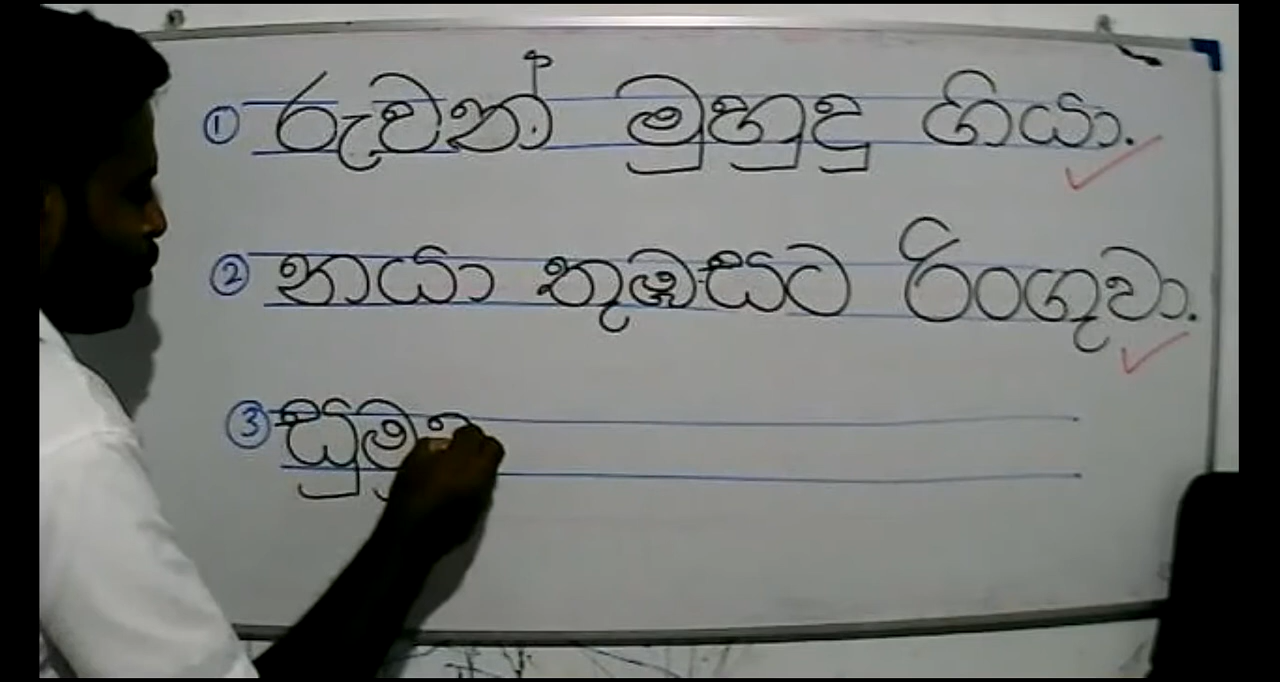 ① රුවන් මුහුදු ගියා.
② නයා තුඹසට රිංගුවා.
③ සුමු